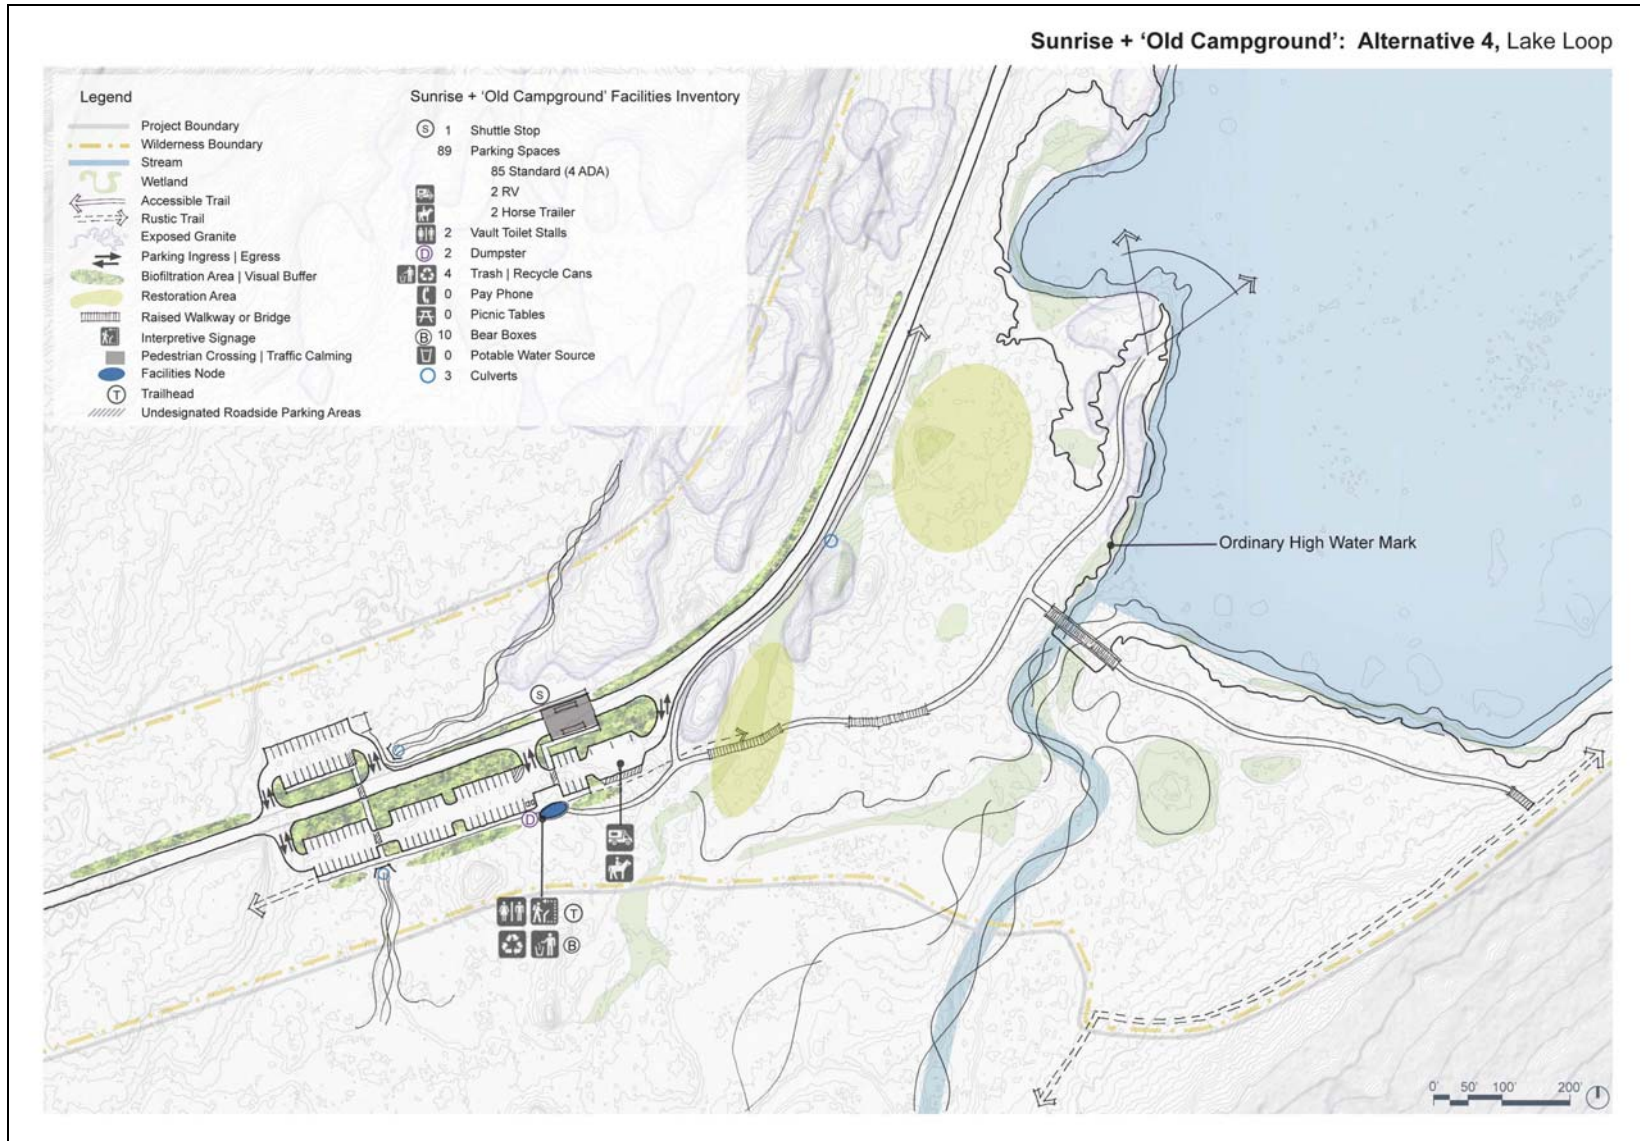 Sunrise + ‘Old Campground’: Alternative 4, Lake Loop
Legend
Project Boundary
Wilderness Boundary
Stream
Wetland
Accessible Trail
Rustic Trail
Exposed Granite
Parking Ingress | Egress
Biofiltration Area | Visual Buffer
Restoration Area
Raised Walkway or Bridge
Interpretive Signage
Pedestrian Crossing | Traffic Calming
Facilities Node
T Trailhead
Undesignated Roadside Parking Areas
Sunrise + ‘Old Campground’ Facilities Inventory
S 1 Shuttle Stop
89 Parking Spaces
85 Standard (4 ADA)
2 RV
2 Horse Trailer
2 Vault Toilet Stalls
D 2 Dumpster
4 Trash | Recycle Cans
0 Pay Phone
0 Picnic Tables
B 10 Bear Boxes
0 Potable Water Source
3 Culverts
Ordinary High Water Mark
S
D
T
B
0' 50' 100' 200'